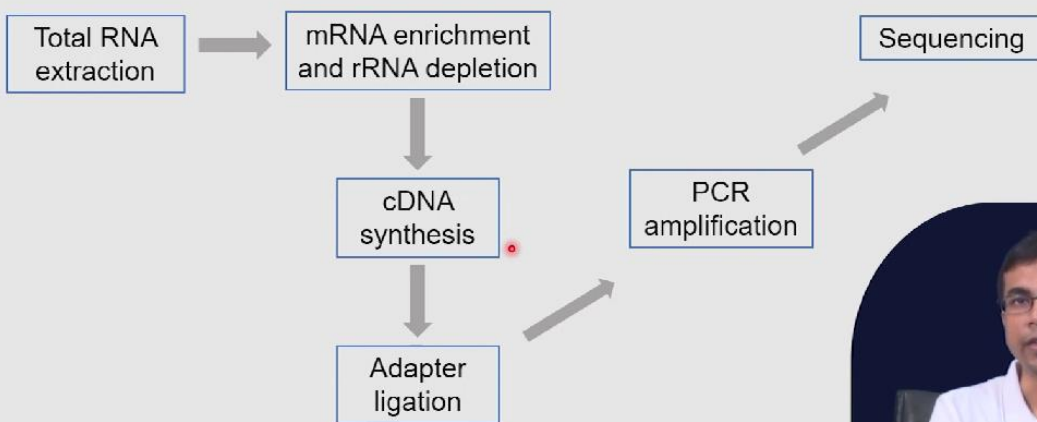 Total RNA
extraction
mRNA enrichment
and rRNA depletion
cDNA
synthesis
Adapter
ligation
PCR
amplification
Sequencing